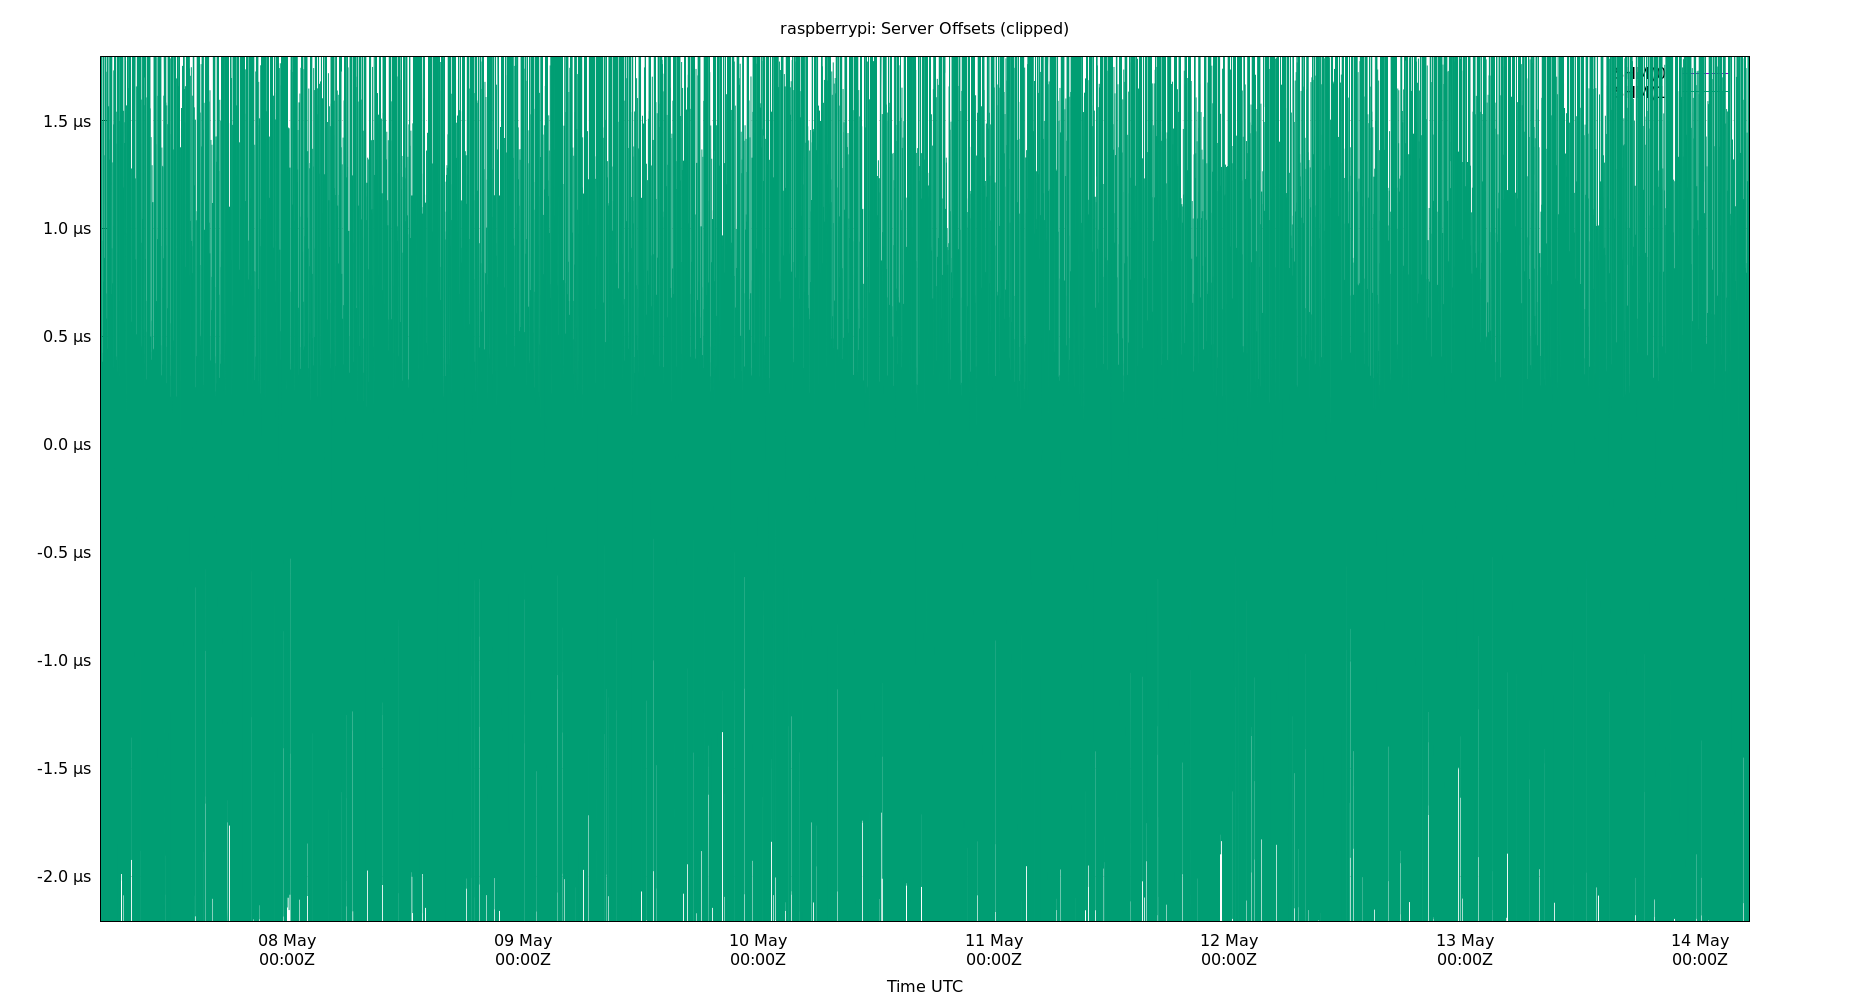 raspberrypi: Server Offsets (clipped)
1.5 µs
1.0 µs
0.5 µs
0.0 µs
-0.5 µs
-1.0 µs
-1.5 µs
-2.0 µs
08 May
00:00Z
09 May
00:00Z
10 May
00:00Z
11 May
00:00Z
12 May
00:00Z
13 May
00:00Z
14 May
00:00Z
Time UTC